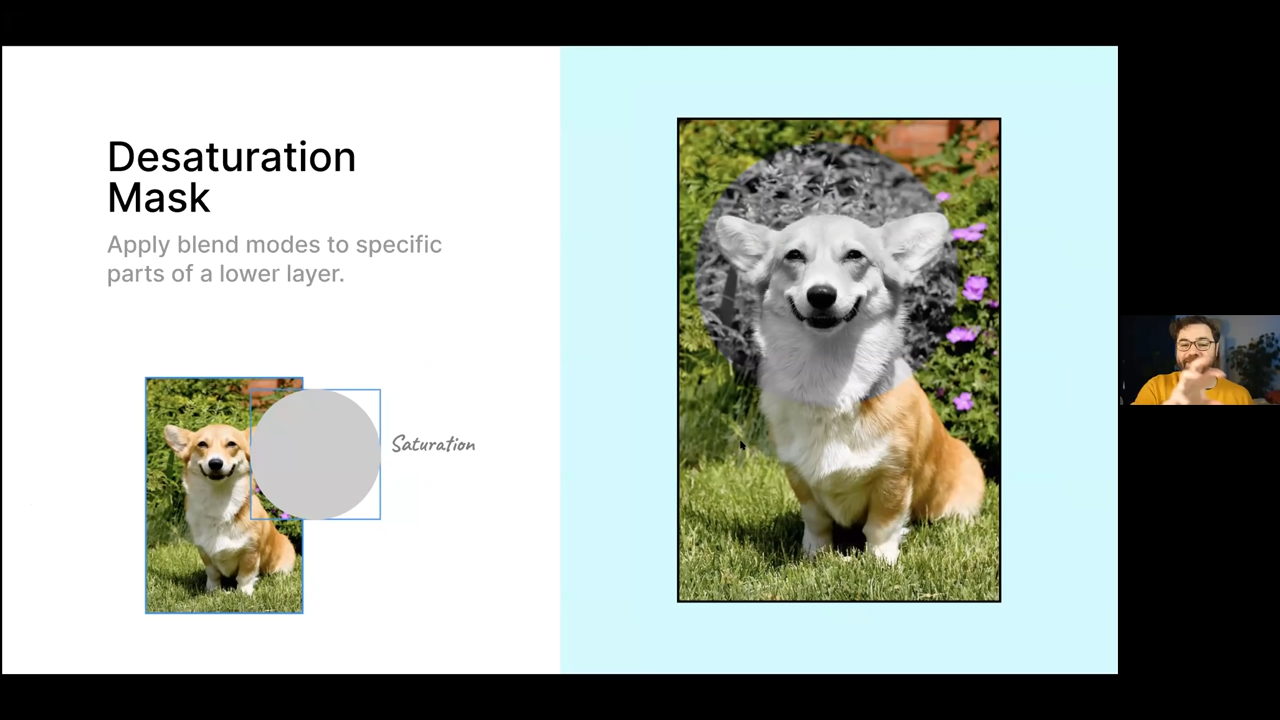 Desaturation
Mask
Apply blend modes to specific
parts of a lower layer.
Saturation